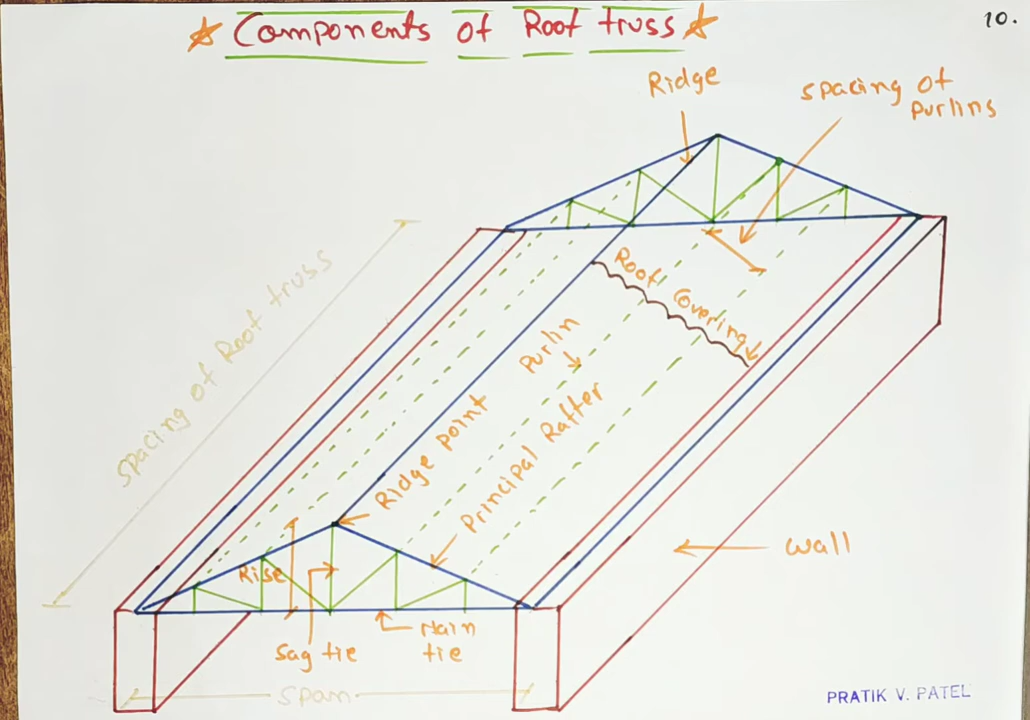 ★ Components of Roof truss ★
10.
Ridge
spacing of
Purlins
Roof Covering
Spacing of Roof truss
Purlin
Ridge point
Principal Rafter
Rise
Sag tie
Main
tie
Wall
Span
PRATIK V. PATEL